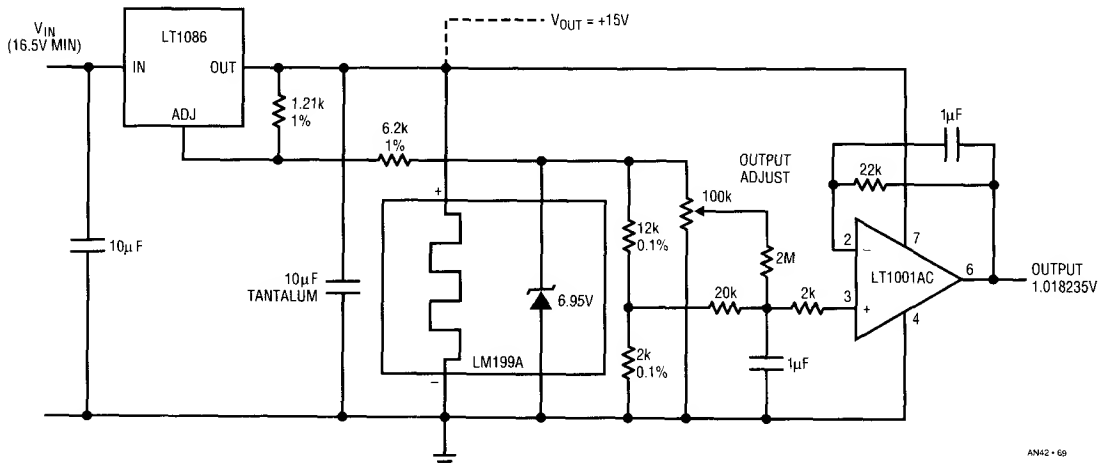 V_IN
(16.5V MIN)
LT1086
IN
OUT
ADJ
V_OUT = +15V
1.21k
1%
6.2k
1%
10µF
10µF
TANTALUM
+
6.95V
–
LM199A
12k
0.1%
2k
0.1%
100k
OUTPUT
ADJUST
2M
20k
2k
1µF
1µF
22k
2
–
3
+
7
LT1001AC
6
4
OUTPUT
1.018235V
AN42 • 69